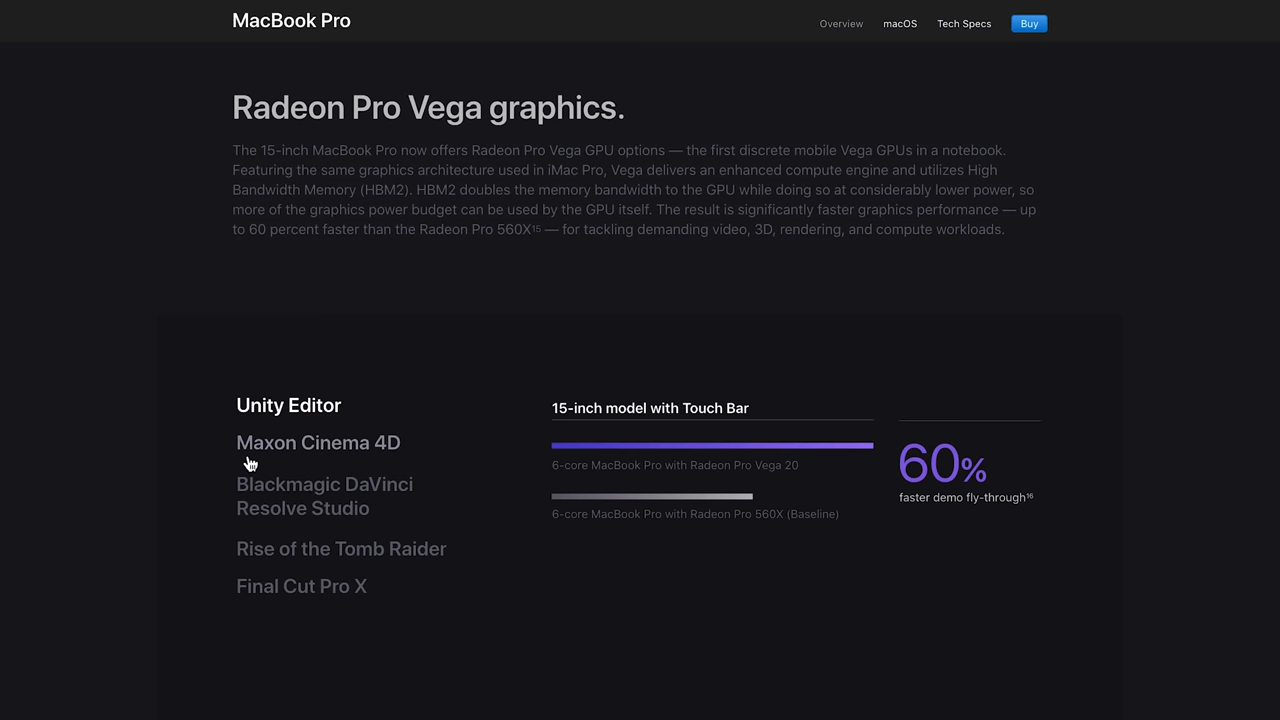 MacBook Pro
Overview macOS Tech Specs Buy
Radeon Pro Vega graphics.
The 15-inch MacBook Pro now offers Radeon Pro Vega GPU options — the first discrete mobile Vega GPUs in a notebook.
Featuring the same graphics architecture used in iMac Pro, Vega delivers an enhanced compute engine and utilizes High
Bandwidth Memory (HBM2). HBM2 doubles the memory bandwidth to the GPU while doing so at considerably lower power, so
more of the graphics power budget can be used by the GPU itself. The result is significantly faster graphics performance — up
to 60 percent faster than the Radeon Pro 560X15 — for tackling demanding video, 3D, rendering, and compute workloads.
Unity Editor
Maxon Cinema 4D
Blackmagic DaVinci
Resolve Studio
Rise of the Tomb Raider
Final Cut Pro X
15-inch model with Touch Bar
6-core MacBook Pro with Radeon Pro Vega 20
6-core MacBook Pro with Radeon Pro 560X (Baseline)
60%
faster demo fly-through16